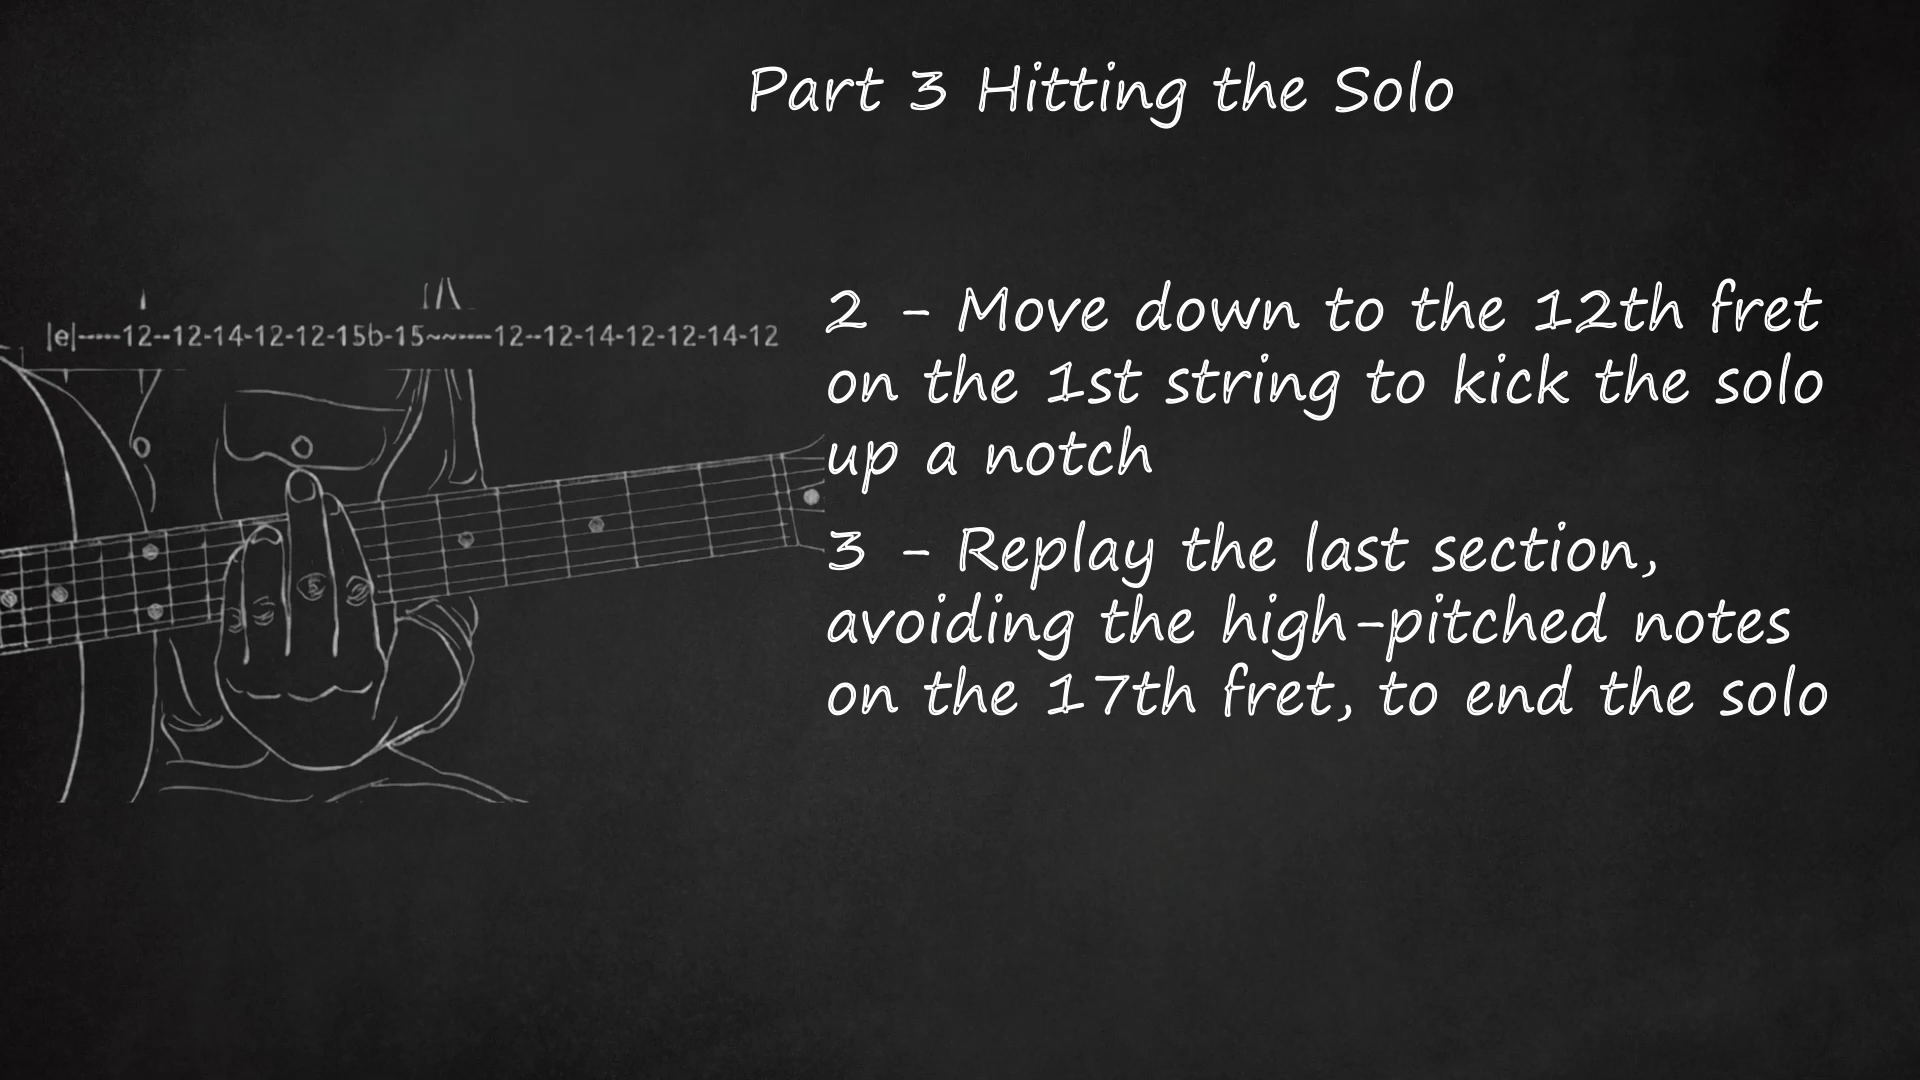 Part 3 Hitting the Solo
|e|-----12--12-14-12-12-15b-15~~----12--12-14-12-12-14-12
2 - Move down to the 12th fret
on the 1st string to kick the solo
up a notch
3 - Replay the last section,
avoiding the high-pitched notes
on the 17th fret, to end the solo